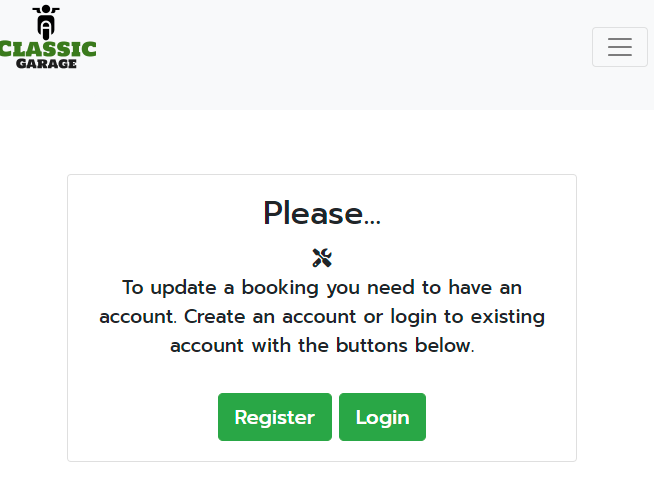 CLASSIC
GARAGE
Please...
To update a booking you need to have an
account. Create an account or login to existing
account with the buttons below.
Register Login